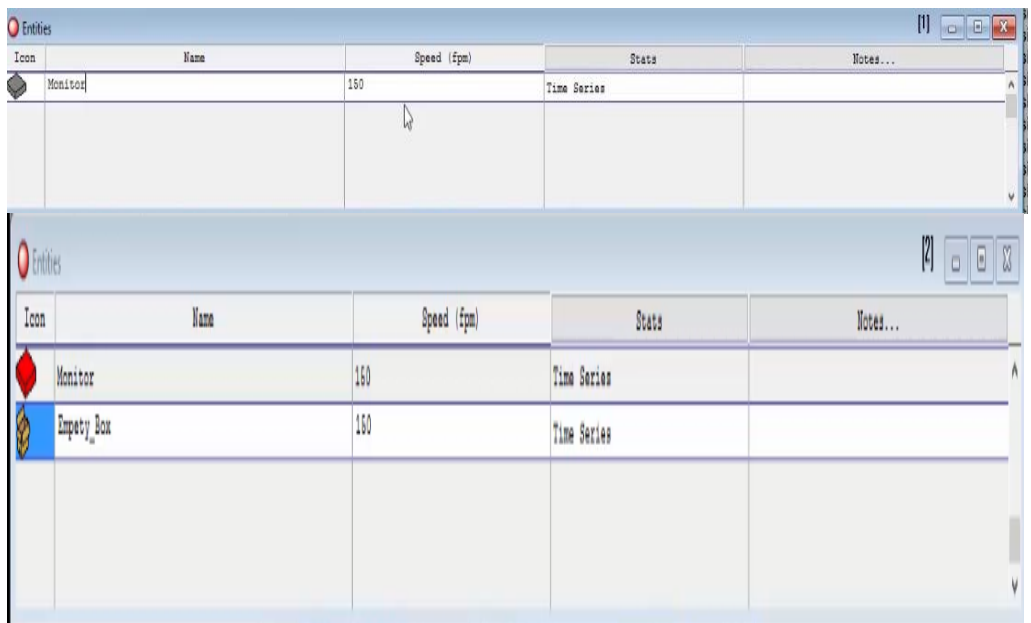 Entities [1]
Icon Name Speed (fpm) Stats Notes...
Monitor 150 Time Series
Entities [2]
Icon Name Speed (fpm) Stats Notes...
Monitor 150 Time Series
Empety_Box 150 Time Series